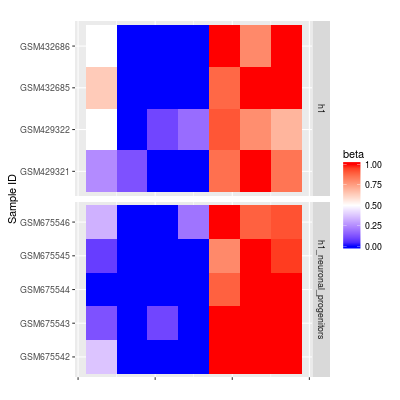 GSM432686
GSM432685
GSM429322
GSM429321
h1
GSM675546
GSM675545
GSM675544
GSM675543
GSM675542
h1_neuronal_progenitors
Sample ID
beta
1.00
0.75
0.50
0.25
0.00